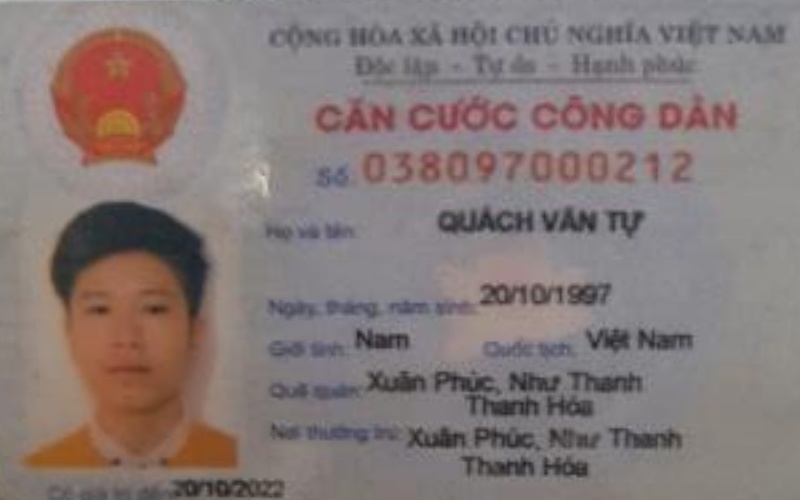 CỘNG HÒA XÃ HỘI CHỦ NGHĨA VIỆT NAM
Độc lập - Tự do - Hạnh phúc
CĂN CƯỚC CÔNG DÂN
Số: 038097000212
Họ và tên: QUÁCH VĂN TỰ
Ngày, tháng, năm sinh: 20/10/1997
Giới tính: Nam Quốc tịch: Việt Nam
Quê quán: Xuân Phúc, Như Thanh
Thanh Hóa
Nơi thường trú: Xuân Phúc, Như Thanh
Thanh Hóa
Có giá trị đến: 20/10/2022